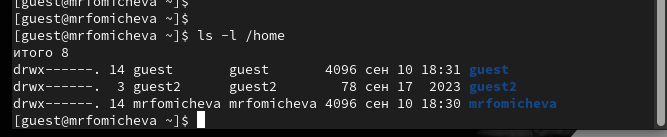 [guest@mrfomicheva ~]$
[guest@mrfomicheva ~]$
[guest@mrfomicheva ~]$ ls -l /home
итого 8
drwx------. 14 guest      guest      4096 сен 10 18:31 guest
drwx------.  3 guest2     guest2       78 сен 17  2023 guest2
drwx------. 14 mrfomicheva mrfomicheva 4096 сен 10 18:30 mrfomicheva
[guest@mrfomicheva ~]$